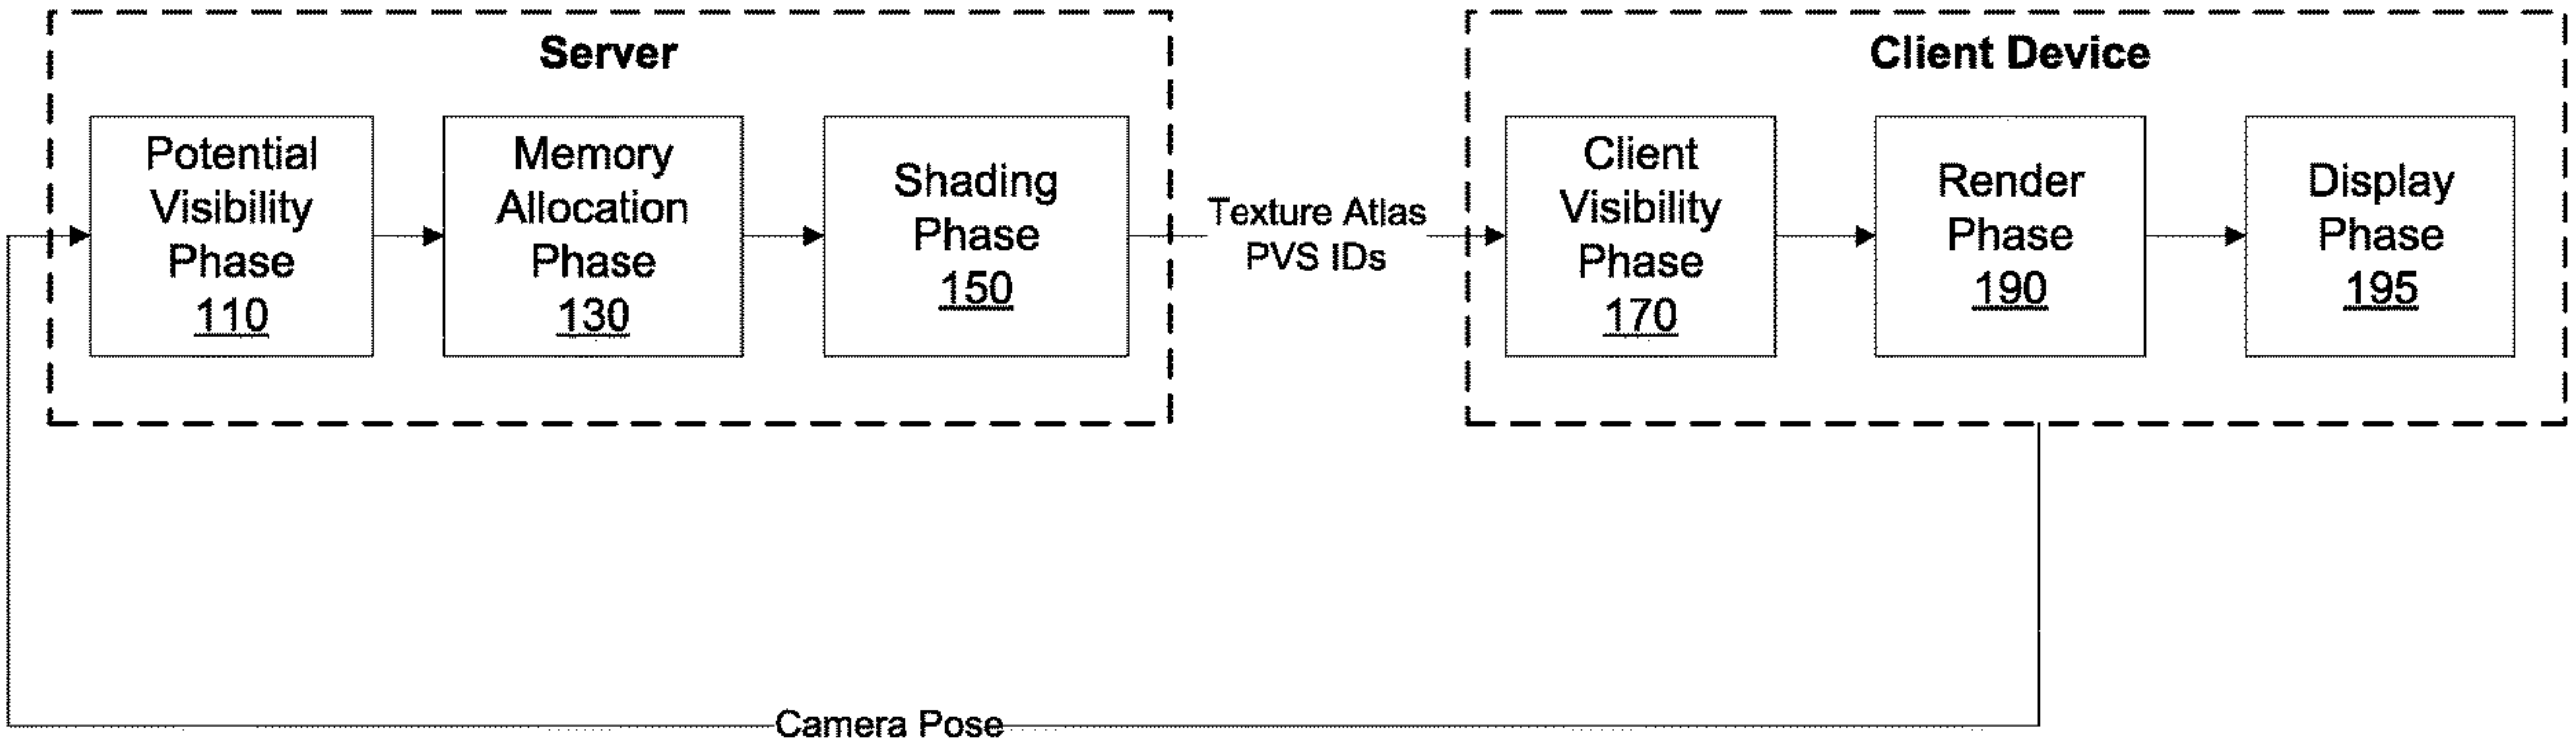 Server
Potential
Visibility
Phase
110
Memory
Allocation
Phase
130
Shading
Phase
150
Texture Atlas
PVS IDs
Client Device
Client
Visibility
Phase
170
Render
Phase
190
Display
Phase
195
Camera Pose